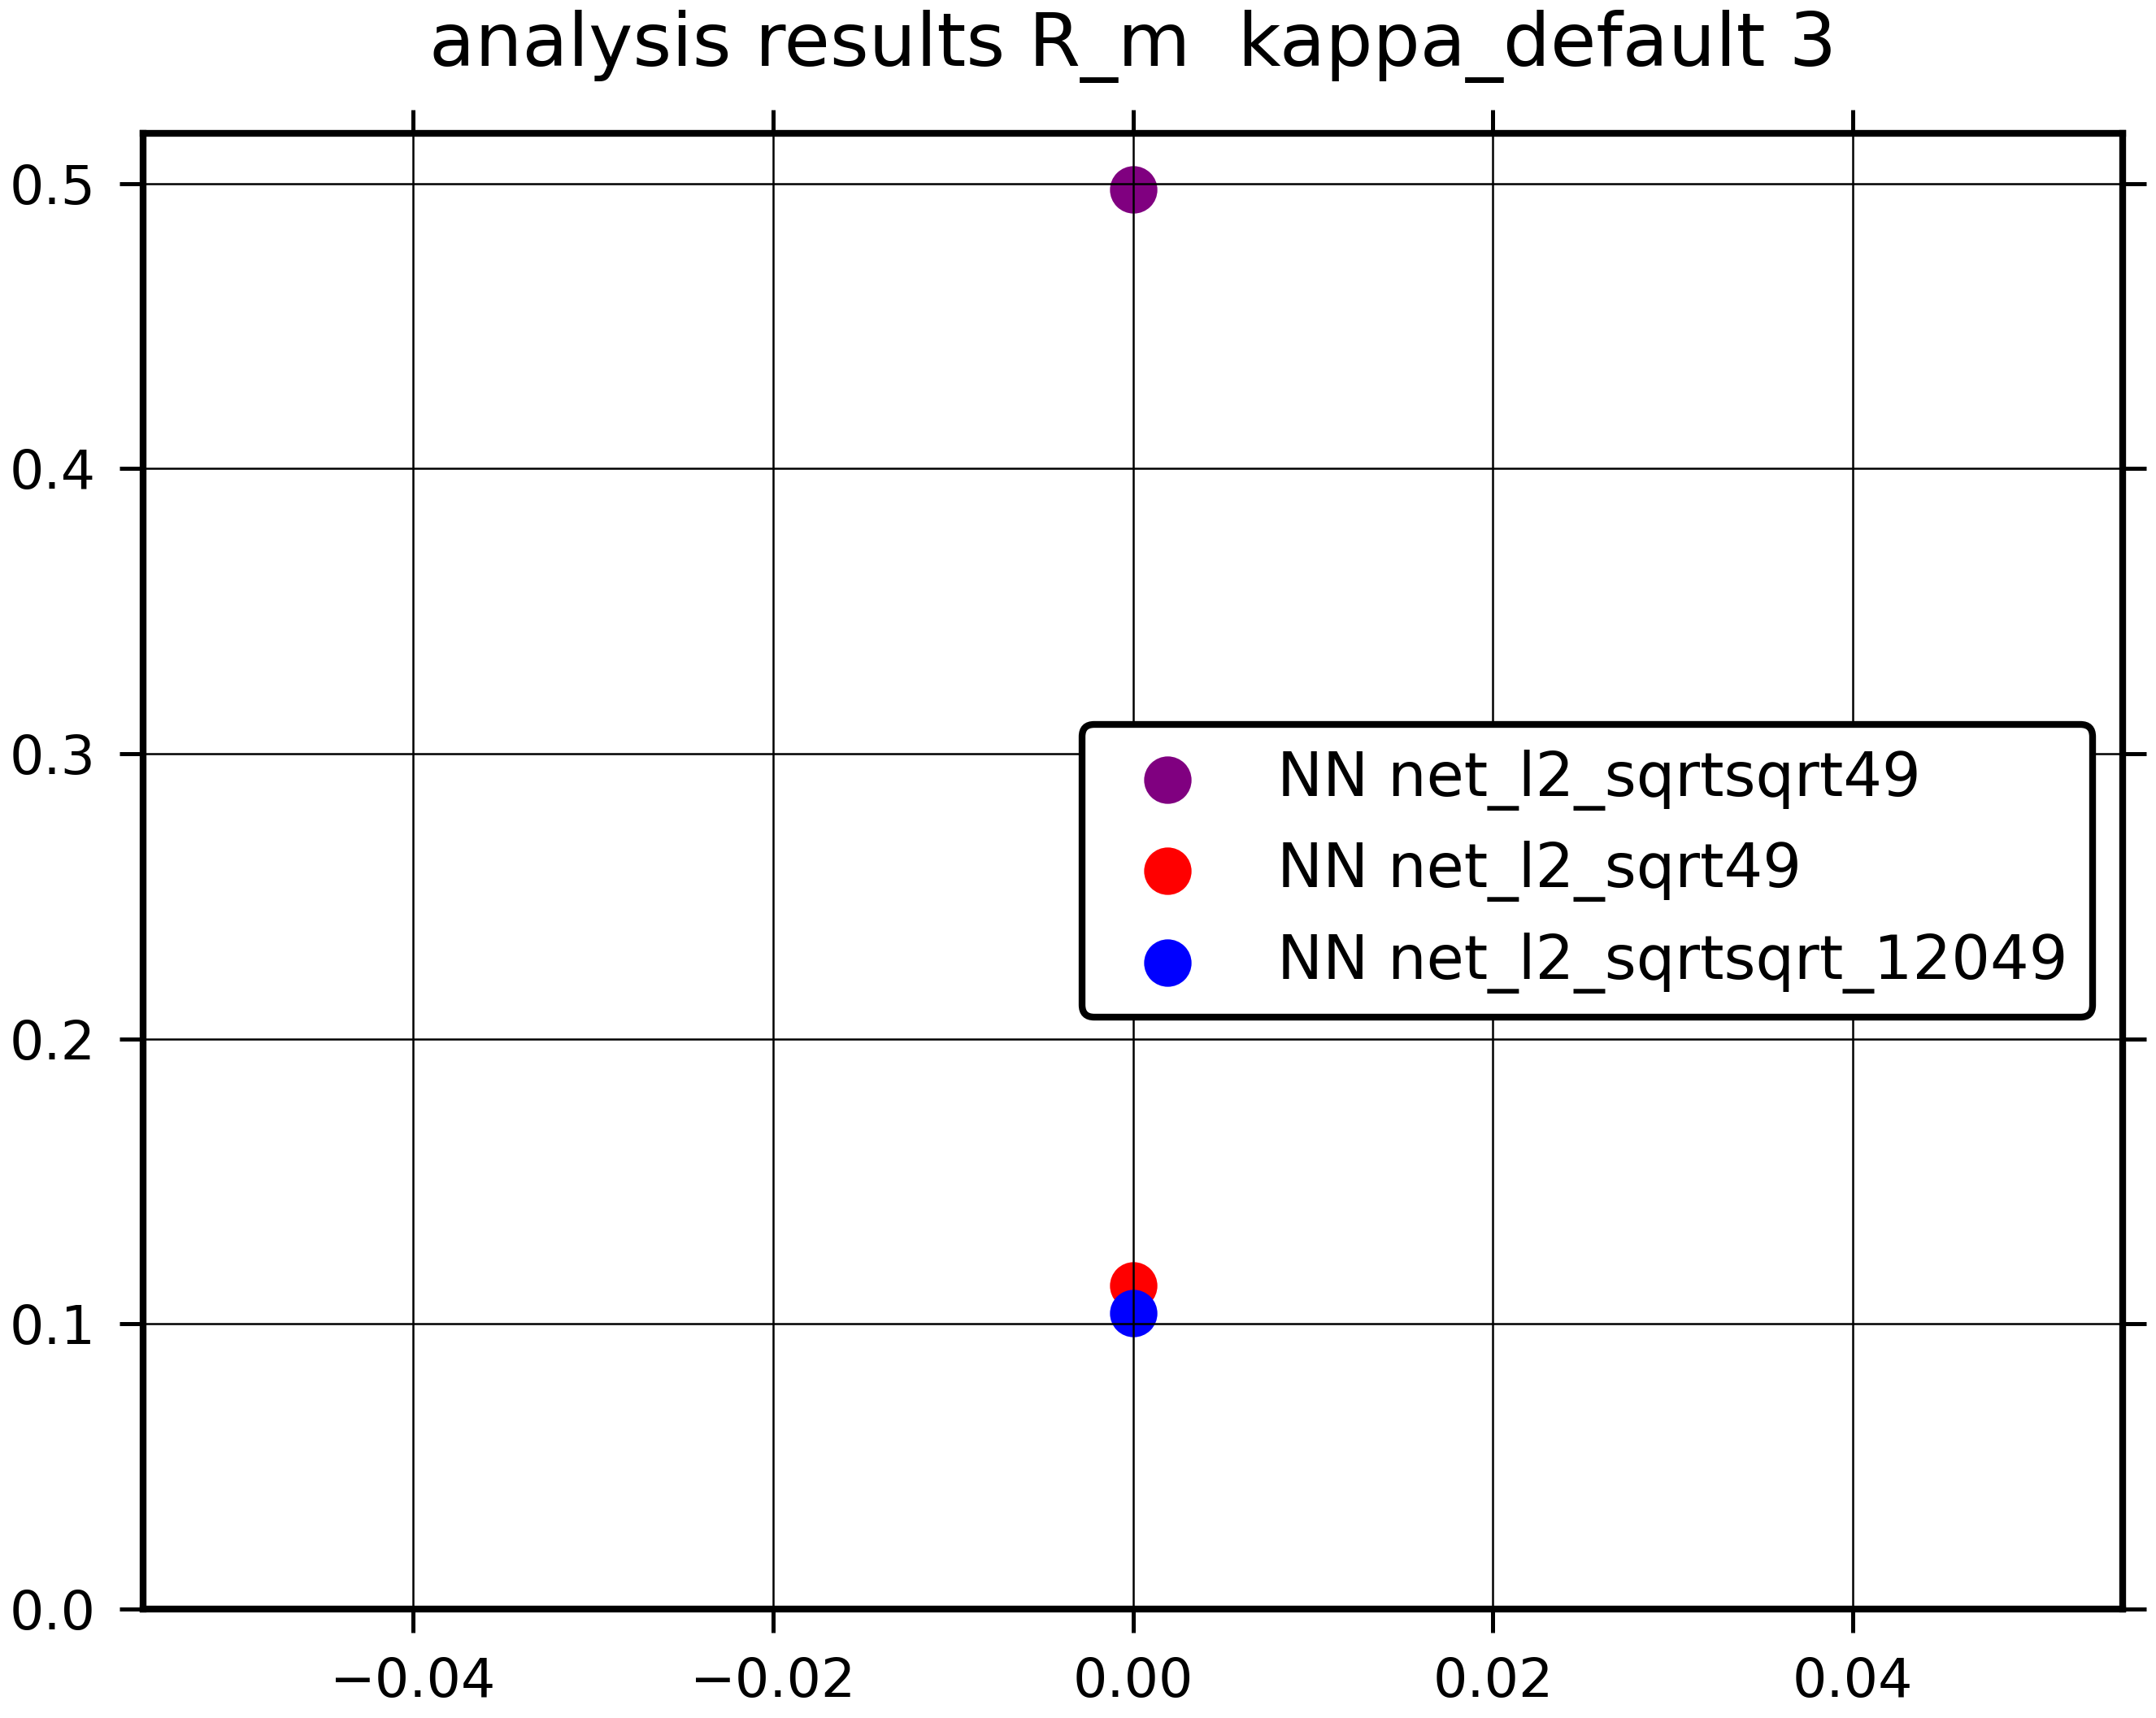 analysis results R_m  kappa_default 3
0.5
0.4
0.3
0.2
0.1
0.0
NN net_l2_sqrtsqrt49
NN net_l2_sqrt49
NN net_l2_sqrtsqrt_12049
−0.04 −0.02 0.00 0.02 0.04